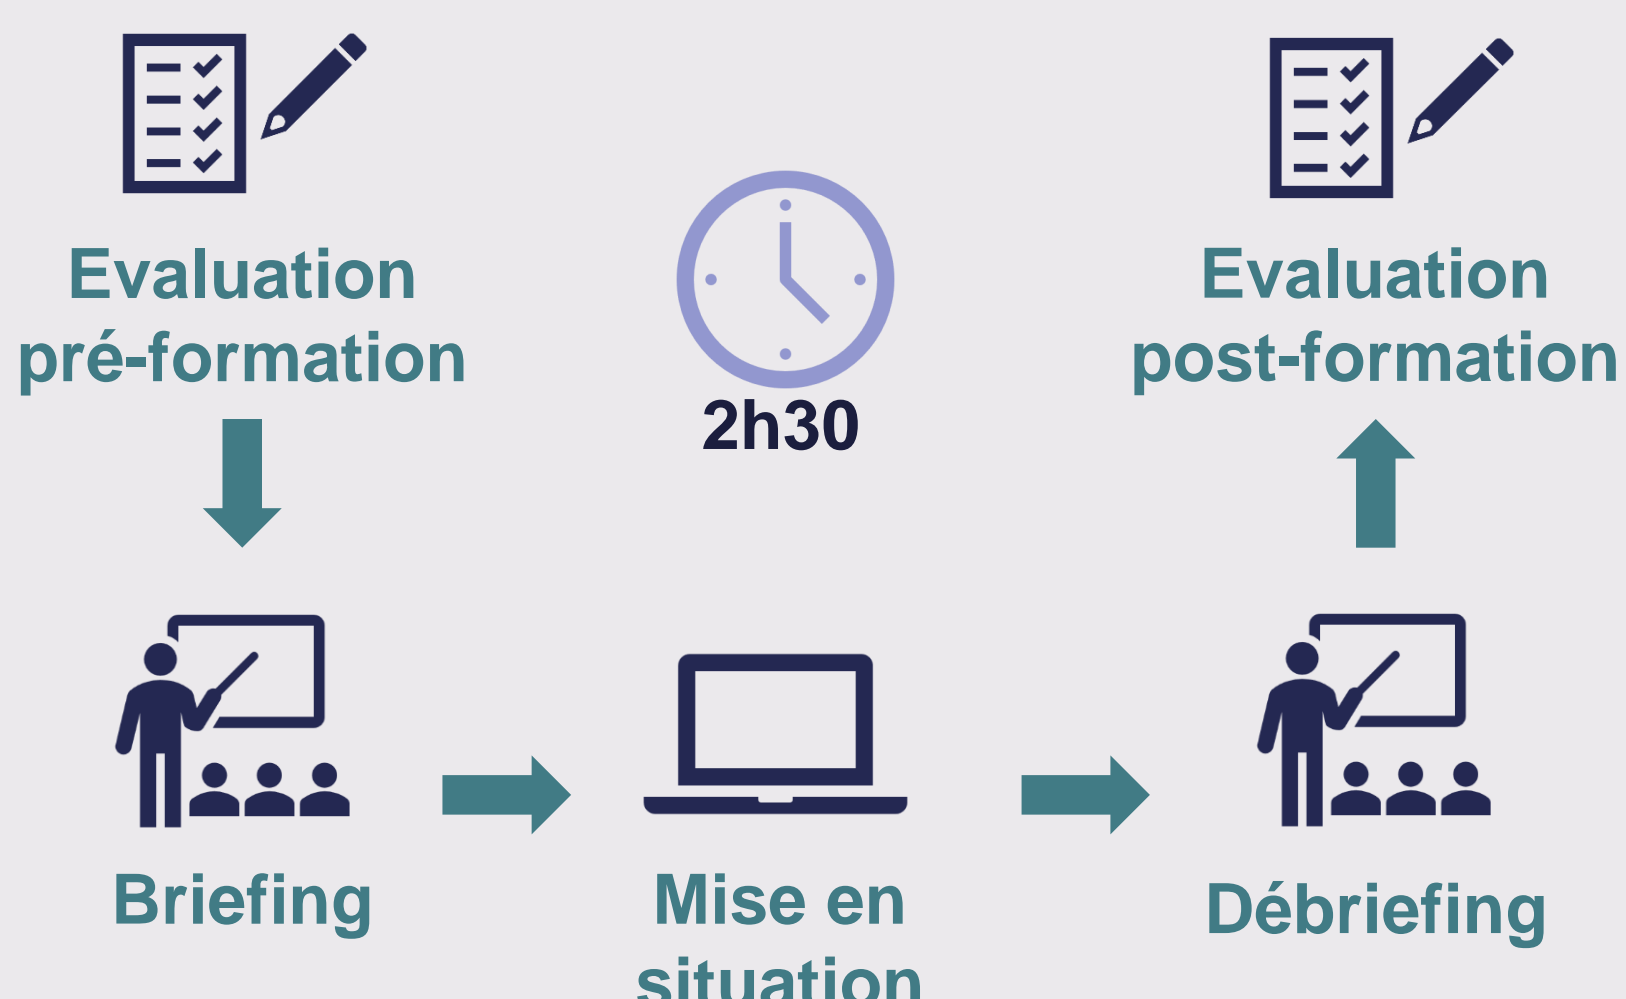 Evaluation
pré-formation
2h30
Evaluation
post-formation
Briefing
Mise en
situation
Débriefing